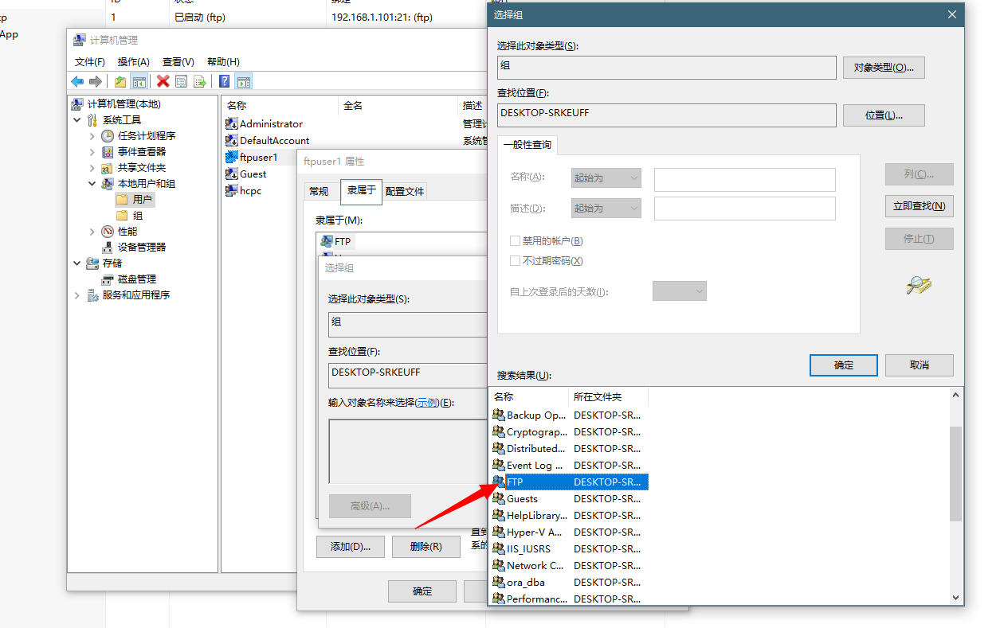 ID 状态 绑定
1 已启动 (ftp) 192.168.1.101:21: (ftp)
App
计算机管理
文件(F) 操作(A) 查看(V) 帮助(H)
计算机管理(本地)
系统工具
任务计划程序
事件查看器
共享文件夹
本地用户和组
用户
组
性能
设备管理器
存储
磁盘管理
服务和应用程序
名称 全名 描述
Administrator
DefaultAccount
ftpuser1
Guest
hcpc
ftpuser1 属性
常规 隶属于 配置文件
隶属于(M):
FTP
选择组
选择此对象类型(S):
组
查找位置(F):
DESKTOP-SRKEUFF
输入对象名称来选择(示例)(E):
高级(A)...
添加(D)... 删除(R)
确定
选择组
选择此对象类型(S):
组 对象类型(O)...
查找位置(F):
DESKTOP-SRKEUFF 位置(L)...
一般性查询
名称(A): 起始为
描述(D): 起始为
禁用的帐户(B)
不过期密码(X)
自上次登录后的天数(I):
列(C)...
立即查找(N)
停止(T)
确定 取消
搜索结果(U):
名称 所在文件夹
Backup Op... DESKTOP-SR...
Cryptograp... DESKTOP-SR...
Distributed... DESKTOP-SR...
Event Log ... DESKTOP-SR...
FTP DESKTOP-SR...
Guests DESKTOP-SR...
HelpLibrary... DESKTOP-SR...
Hyper-V A... DESKTOP-SR...
IIS_IUSRS DESKTOP-SR...
Network C... DESKTOP-SR...
ora_dba DESKTOP-SR...
Performanc... DESKTOP-SR...